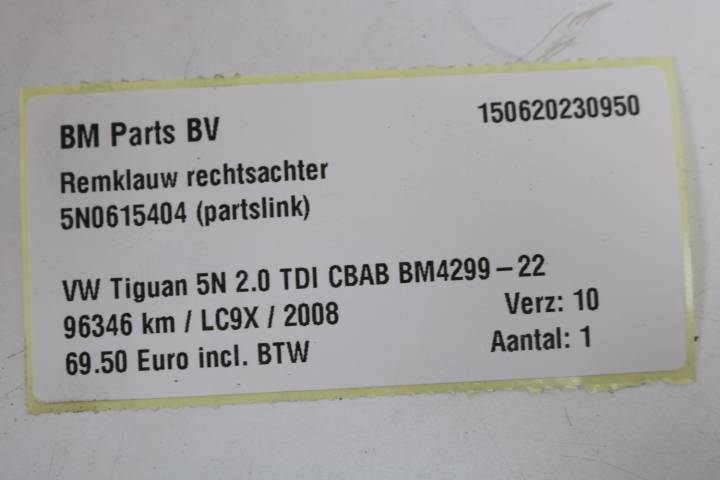 BM Parts BV 150620230950
Remklauw rechtsachter
5N0615404 (partslink)
VW Tiguan 5N 2.0 TDI CBAB BM4299-22
96346 km / LC9X / 2008 Verz: 10
69.50 Euro incl. BTW Aantal: 1